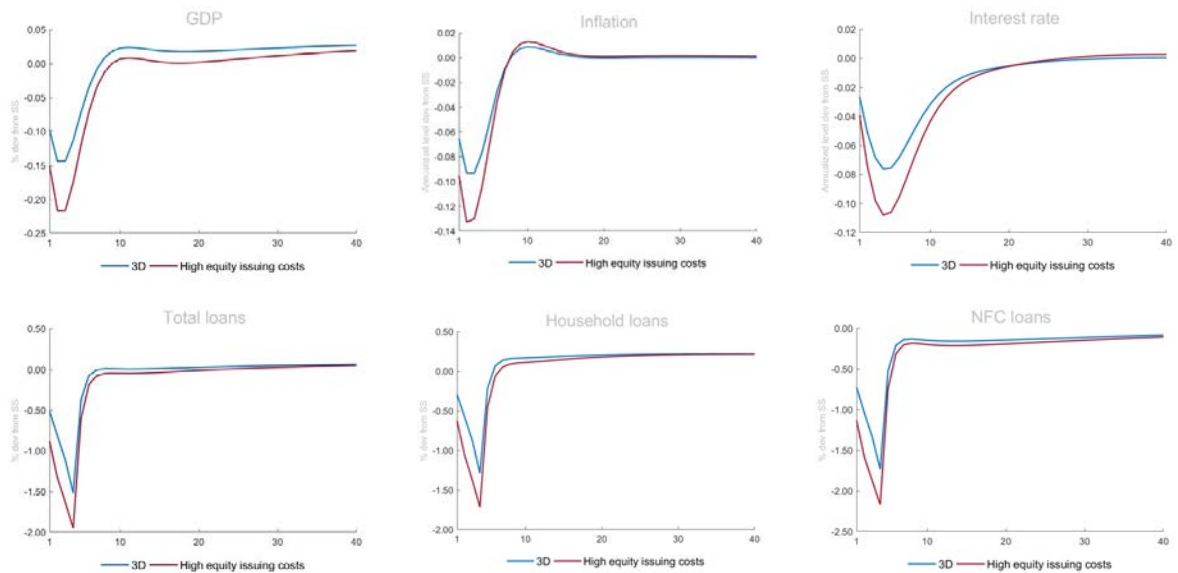 GDP
% dev from SS
0.05
0.00
-0.05
-0.10
-0.15
-0.20
-0.25
1 10 20 30 40
3D High equity issuing costs
Inflation
Annualized level dev from SS
0.02
0.00
-0.02
-0.04
-0.06
-0.08
-0.10
-0.12
-0.14
1 10 20 30 40
3D High equity issuing costs
Interest rate
Annualized level dev from SS
0.02
0.00
-0.02
-0.04
-0.06
-0.08
-0.10
-0.12
1 10 20 30 40
3D High equity issuing costs
Total loans
% dev from SS
0.50
0.00
-0.50
-1.00
-1.50
-2.00
1 10 20 30 40
3D High equity issuing costs
Household loans
% dev from SS
0.50
0.00
-0.50
-1.00
-1.50
-2.00
1 10 20 30 40
3D High equity issuing costs
NFC loans
% dev from SS
0.00
-0.50
-1.00
-1.50
-2.00
-2.50
1 10 20 30 40
3D High equity issuing costs